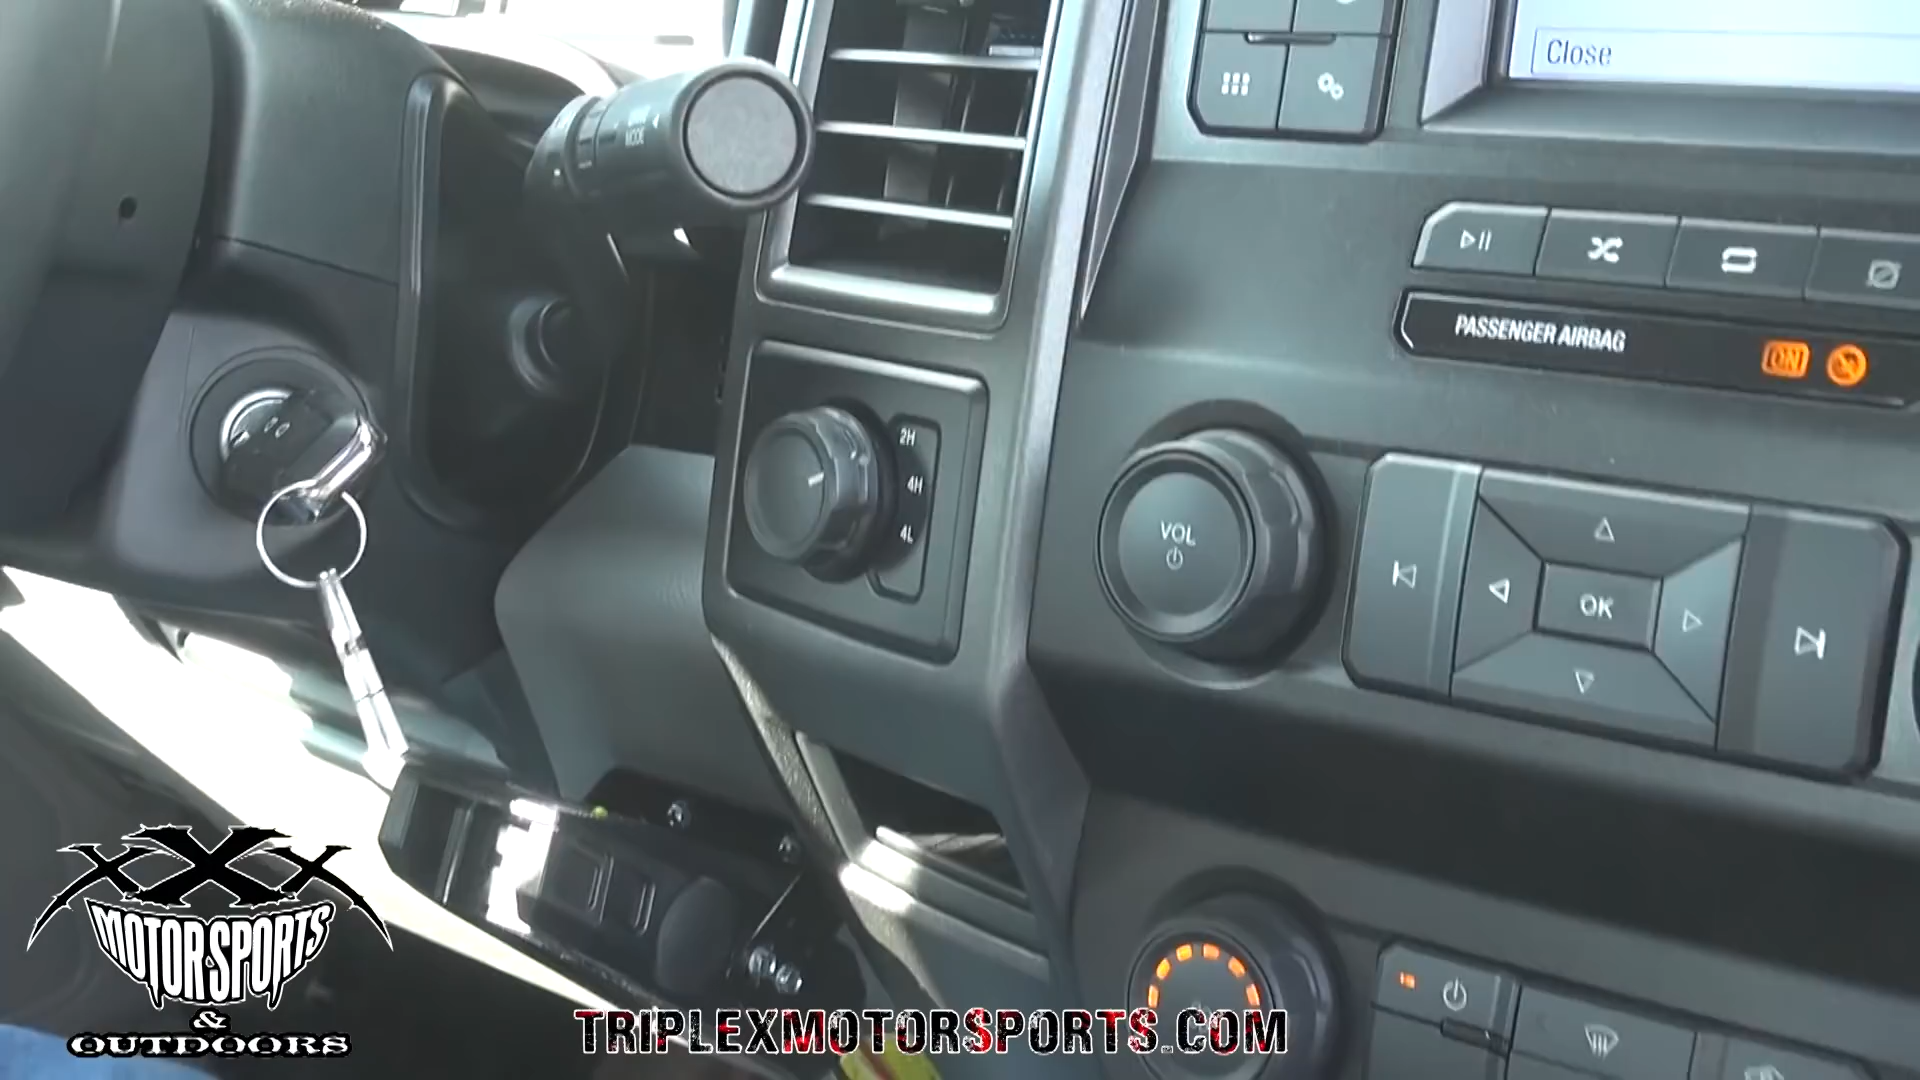 Close
MODE
PASSENGER AIRBAG
ON
2H
4H
4L
VOL
OK
XXX
MOTORSPORTS
&
OUTDOORS
TRIPLEXMOTORSPORTS.COM